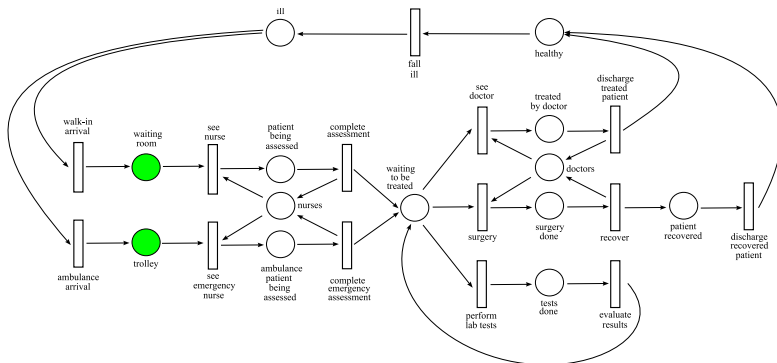 ill
fall
ill
healthy
walk-in
arrival
waiting
room
see
nurse
patient
being
assessed
complete
assessment
waiting
to be
treated
see
doctor
treated
by doctor
discharge
treated
patient
nurses
doctors
ambulance
arrival
trolley
see
emergency
nurse
ambulance
patient
being
assessed
complete
emergency
assessment
surgery
surgery
done
recover
patient
recovered
discharge
recovered
patient
perform
lab tests
tests
done
evaluate
results